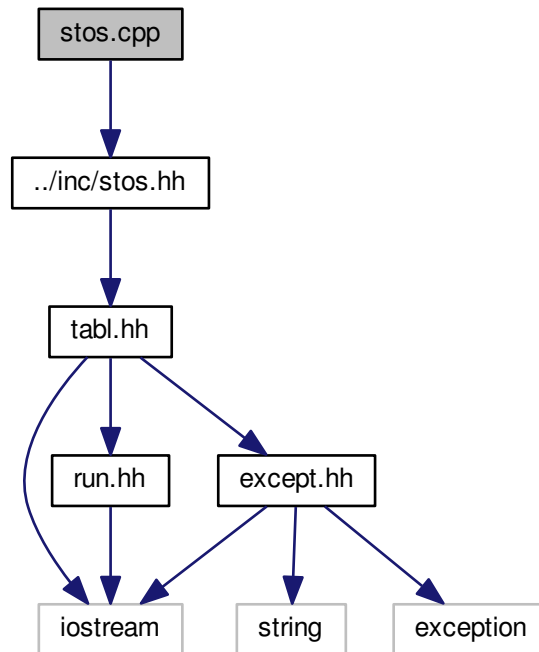 stos.cpp
../inc/stos.hh
tabl.hh
run.hh
except.hh
iostream
string
exception